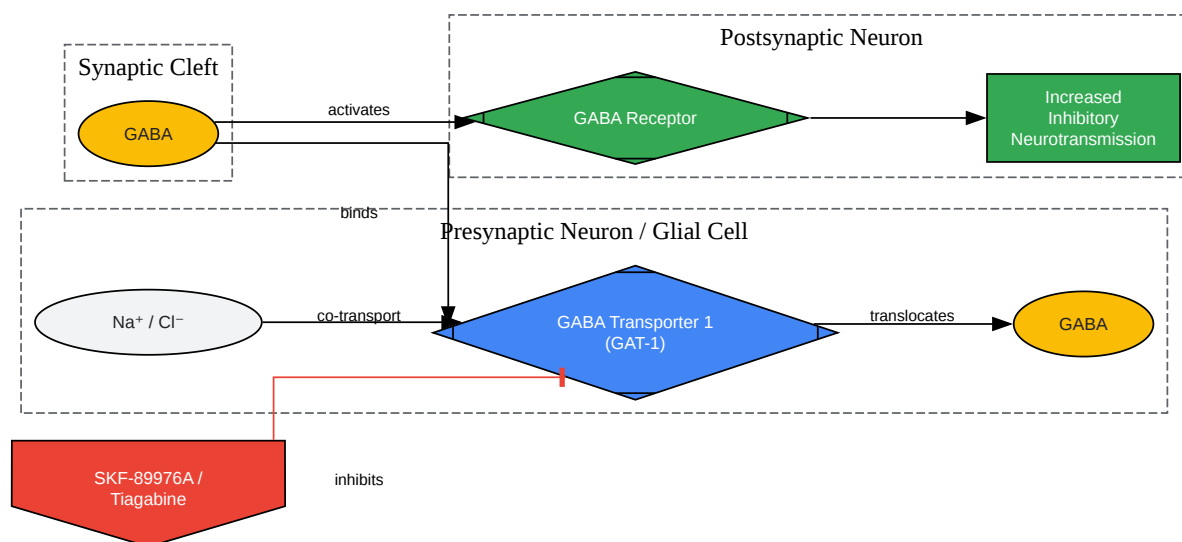 Postsynaptic Neuron
Synaptic Cleft
GABA
activates
GABA Receptor
Increased
Inhibitory
Neurotransmission
binds
Presynaptic Neuron / Glial Cell
Na⁺ / Cl⁻
co-transport
GABA Transporter 1
(GAT-1)
translocates
GABA
SKF-89976A /
Tiagabine
inhibits